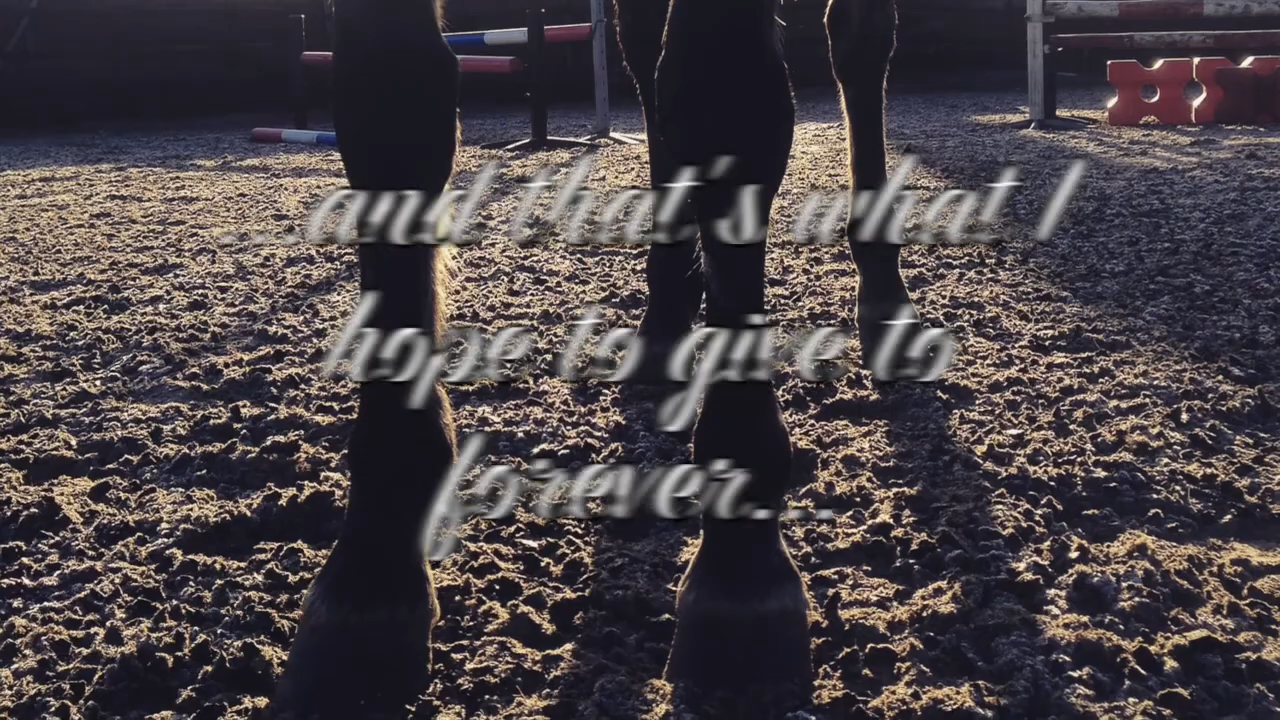 ...and that's what I
hope to give to
forever...